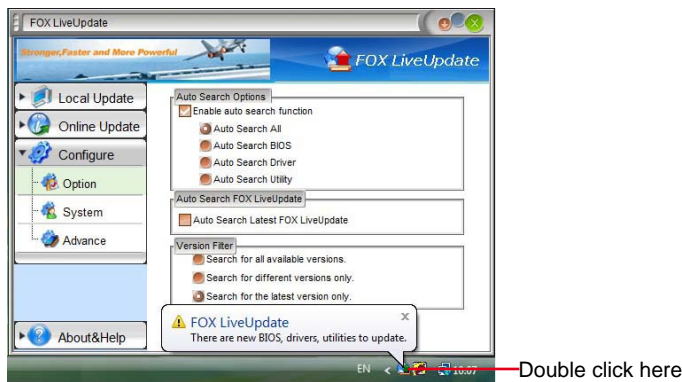 FOX LiveUpdate
Stronger,Faster and More Powerful
FOX LiveUpdate
Local Update
Online Update
Configure
Option
System
Advance
About&Help
Auto Search Options
Enable auto search function
Auto Search All
Auto Search BIOS
Auto Search Driver
Auto Search Utility
Auto Search FOX LiveUpdate
Auto Search Latest FOX LiveUpdate
Version Filter
Search for all available versions.
Search for different versions only.
Search for the latest version only.
FOX LiveUpdate
There are new BIOS, drivers, utilities to update.
EN
10:07
Double click here